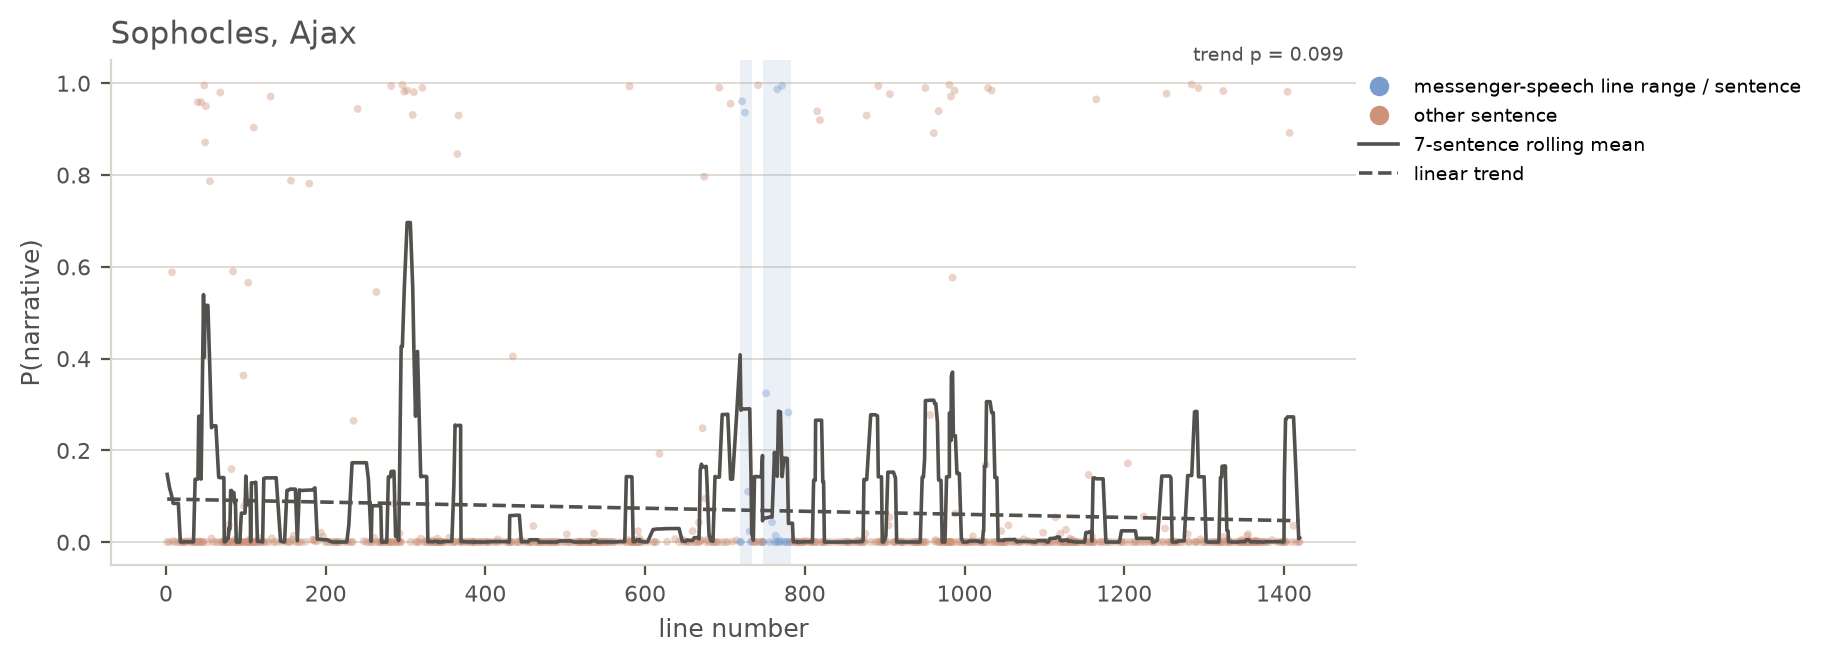 Sophocles, Ajax
trend p = 0.099
messenger-speech line range / sentence
other sentence
7-sentence rolling mean
linear trend
P(narrative)
1.0
0.8
0.6
0.4
0.2
0.0
0 200 400 600 800 1000 1200 1400
line number